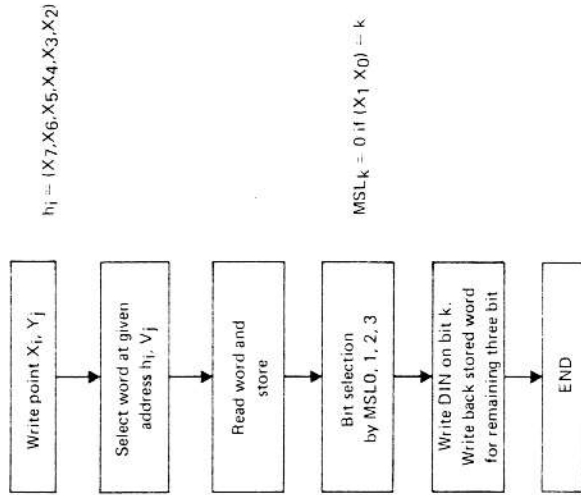 Write point Xi, Yj
hi = (X7,X6,X5,X4,X3,X2)
Select word at given
address hi, Vj
Read word and
store
Bit selection
by MSL0, 1, 2, 3
MSLk = 0 if (X1 X0) = k
Write DIN on bit k.
Write back stored word
for remaining three bit
END